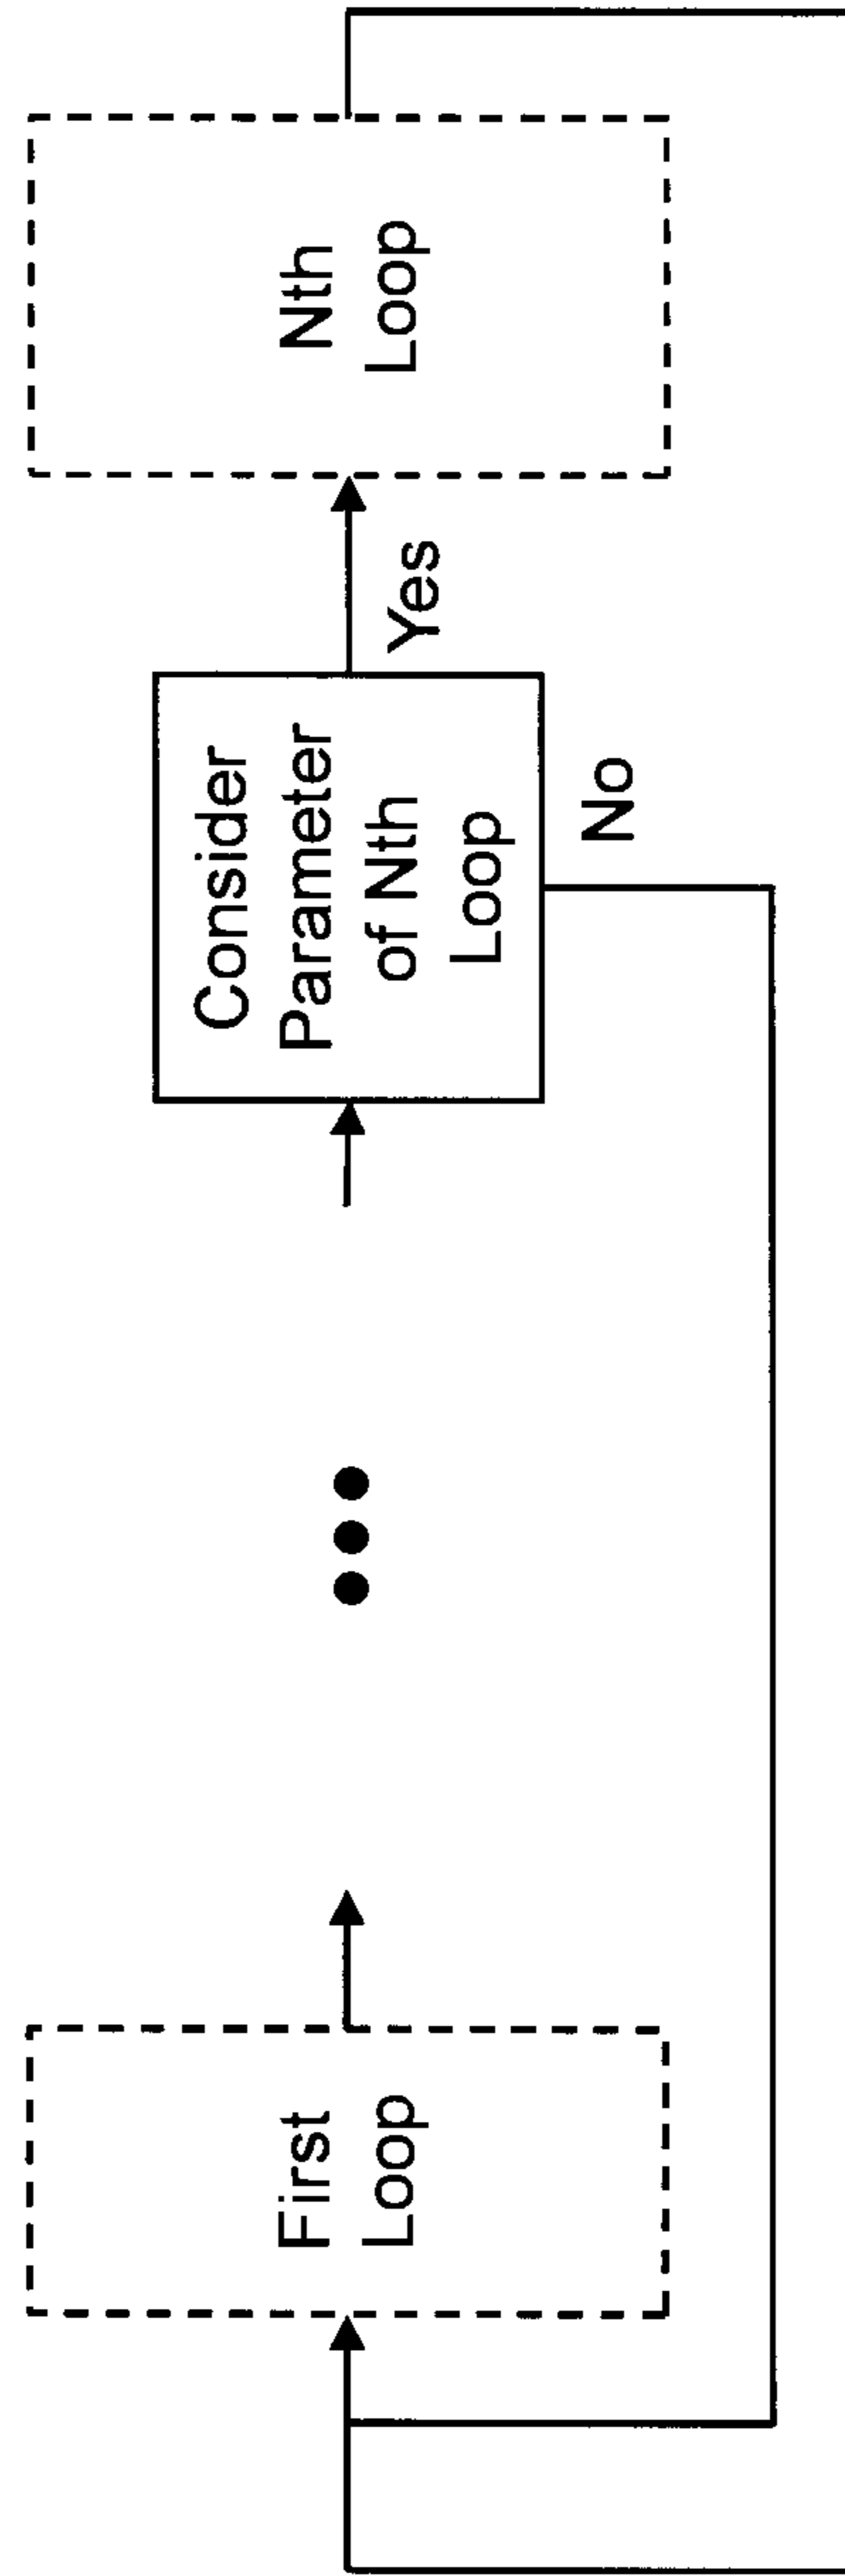 First
Loop
Consider
Parameter
of Nth
Loop
Yes
No
Nth
Loop